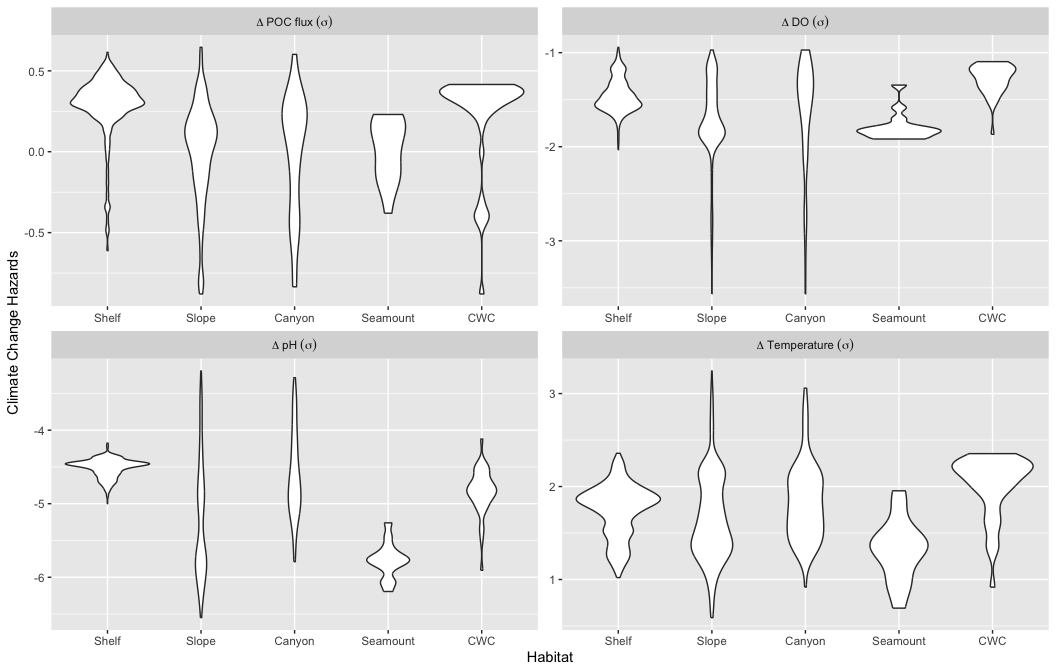 Climate Change Hazards
Δ POC flux (σ)
0.5
0.0
-0.5
Shelf Slope Canyon Seamount CWC
Δ DO (σ)
-1
-2
-3
Shelf Slope Canyon Seamount CWC
Δ pH (σ)
-4
-5
-6
Shelf Slope Canyon Seamount CWC
Δ Temperature (σ)
3
2
1
Shelf Slope Canyon Seamount CWC
Habitat